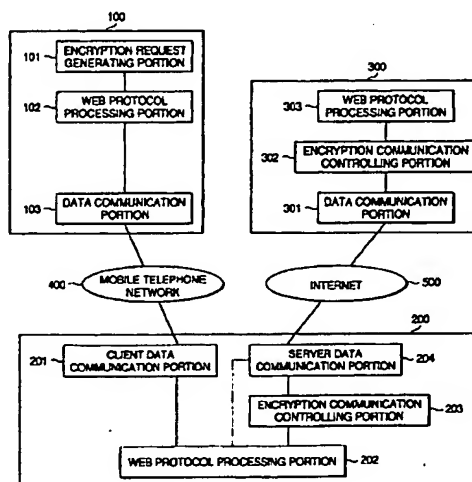 100
101
ENCRYPTION REQUEST
GENERATING PORTION
102
WEB PROTOCOL
PROCESSING PORTION
103
DATA COMMUNICATION
PORTION
300
303
WEB PROTOCOL
PROCESSING PORTION
302
ENCRYPTION COMMUNICATION
CONTROLLING PORTION
301
DATA COMMUNICATION
PORTION
400
MOBILE TELEPHONE
NETWORK
INTERNET
500
200
201
CLIENT DATA
COMMUNICATION PORTION
SERVER DATA
COMMUNICATION PORTION
204
ENCRYPTION COMMUNICATION
CONTROLLING PORTION
203
WEB PROTOCOL PROCESSING PORTION
202